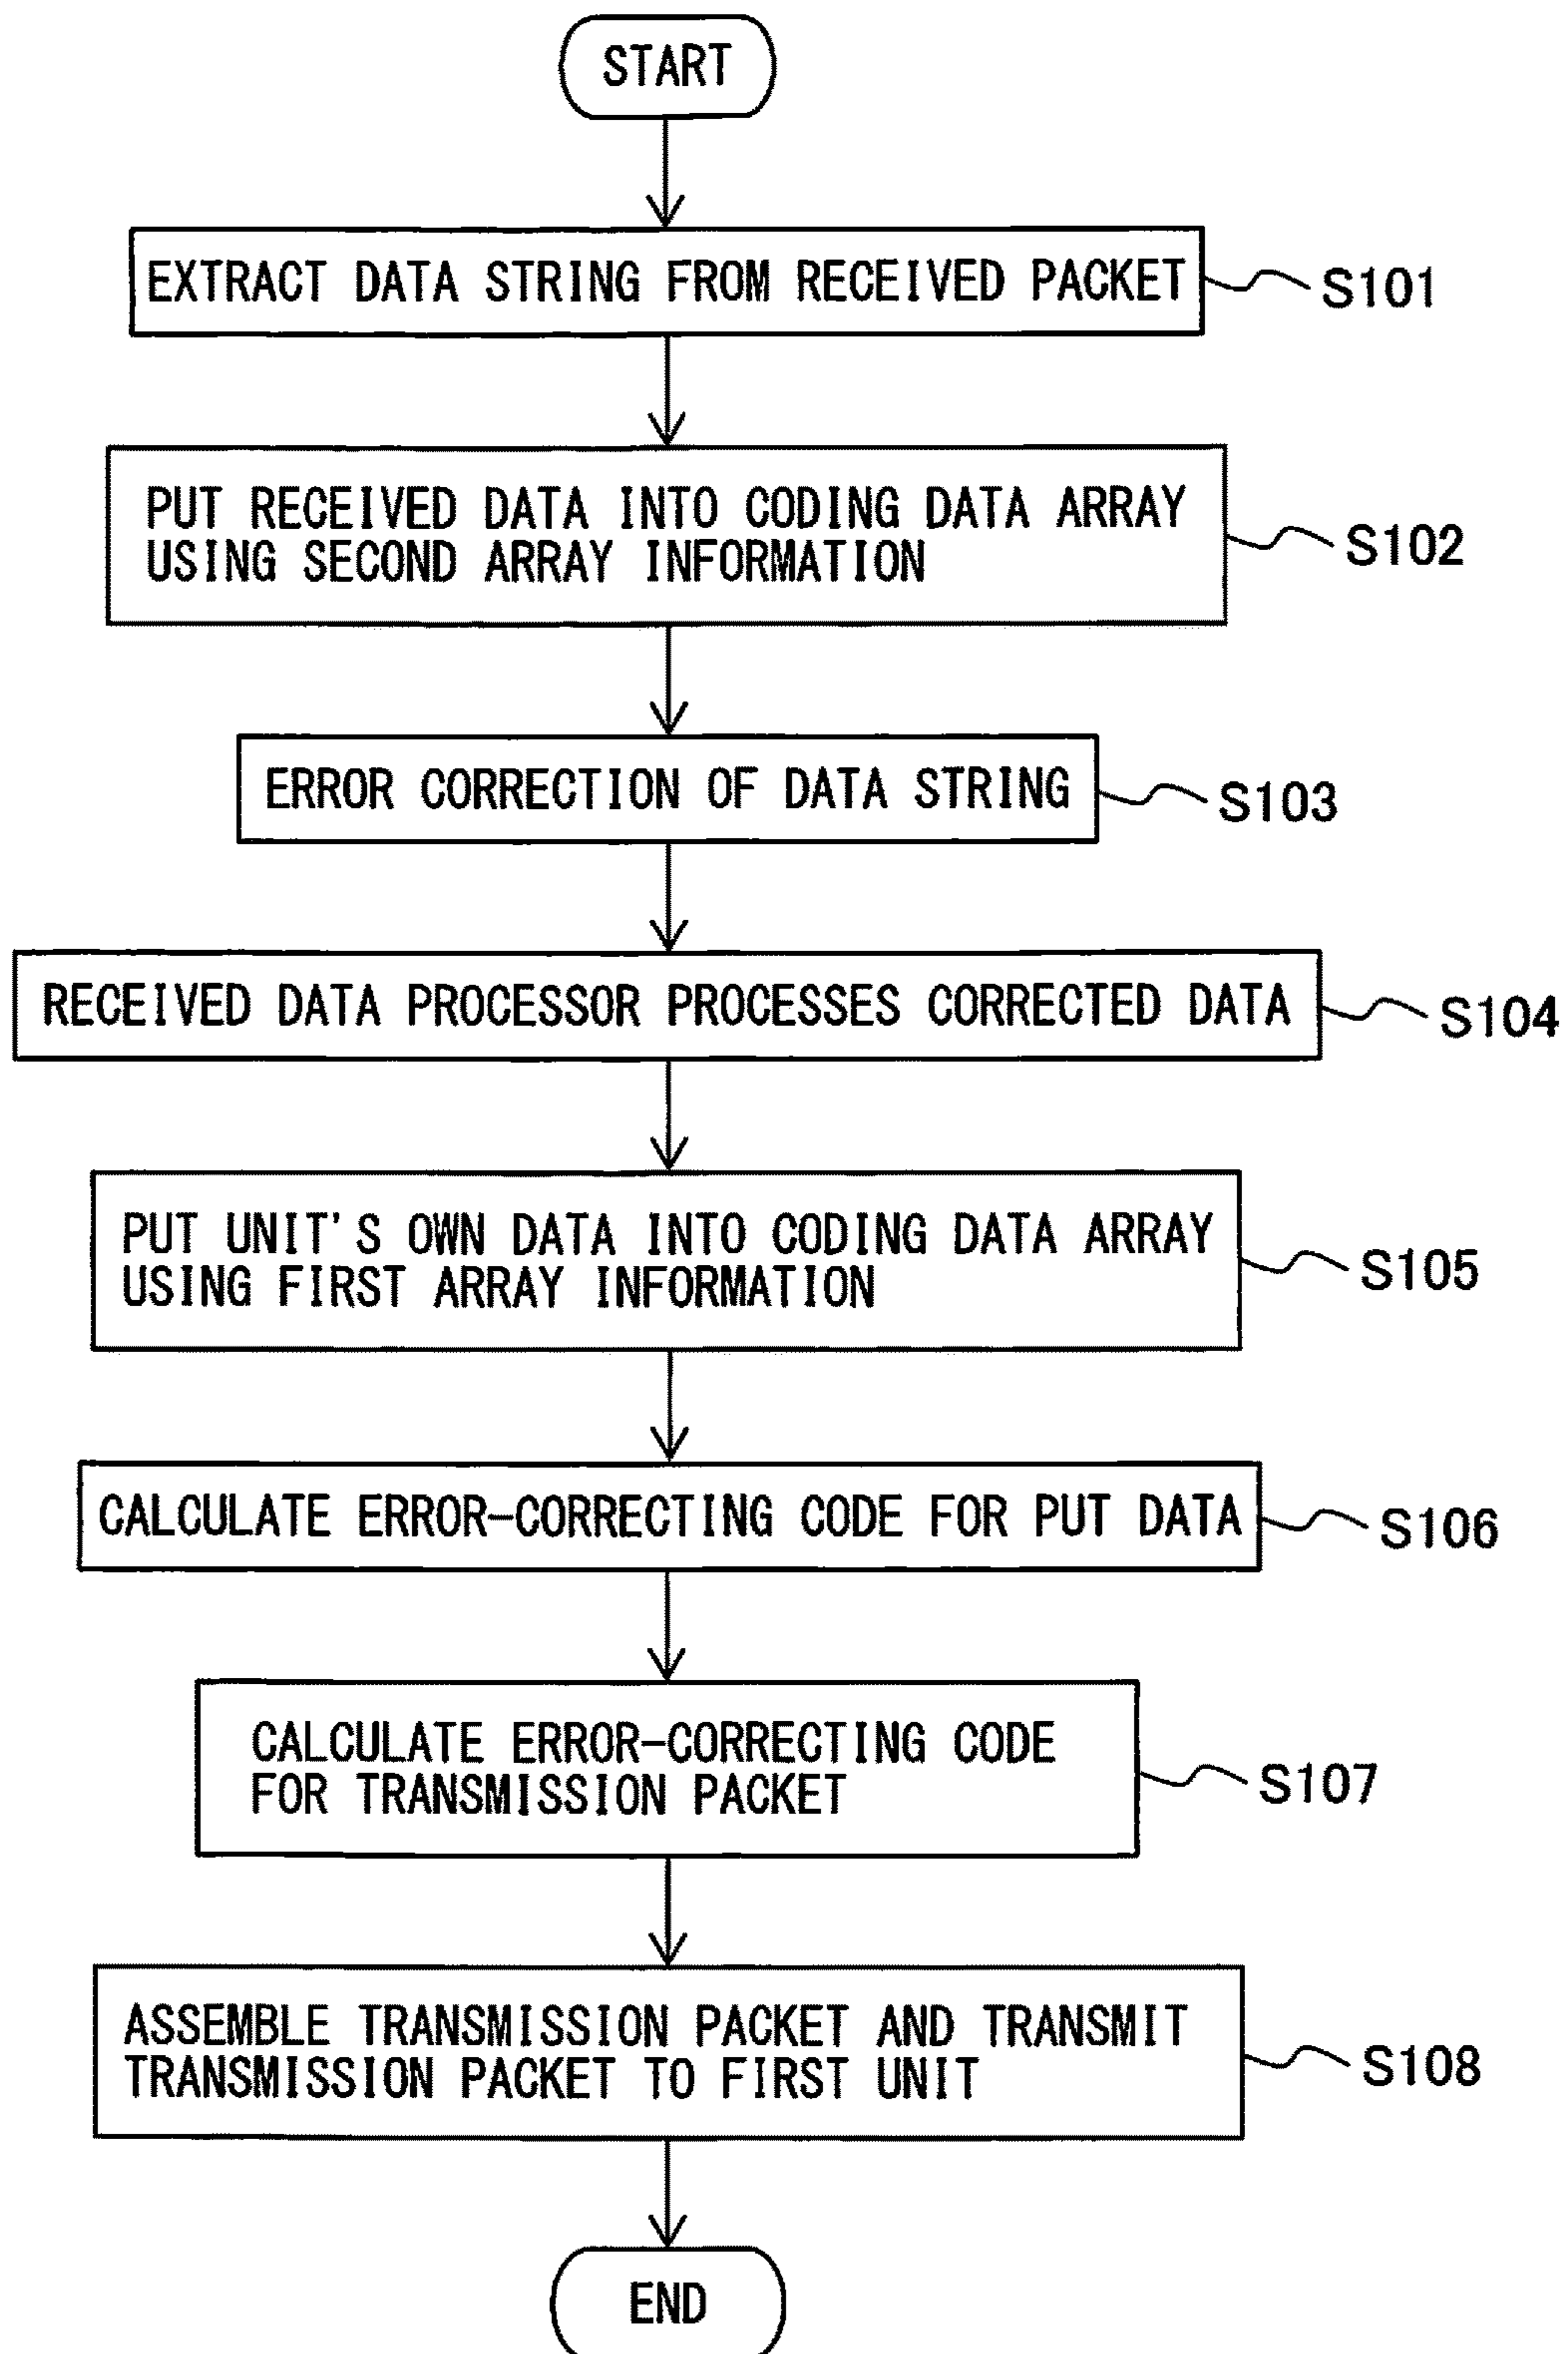 START
EXTRACT DATA STRING FROM RECEIVED PACKET
S101
PUT RECEIVED DATA INTO CODING DATA ARRAY
USING SECOND ARRAY INFORMATION
S102
ERROR CORRECTION OF DATA STRING
S103
RECEIVED DATA PROCESSOR PROCESSES CORRECTED DATA
S104
PUT UNIT'S OWN DATA INTO CODING DATA ARRAY
USING FIRST ARRAY INFORMATION
S105
CALCULATE ERROR-CORRECTING CODE FOR PUT DATA
S106
CALCULATE ERROR-CORRECTING CODE
FOR TRANSMISSION PACKET
S107
ASSEMBLE TRANSMISSION PACKET AND TRANSMIT
TRANSMISSION PACKET TO FIRST UNIT
S108
END